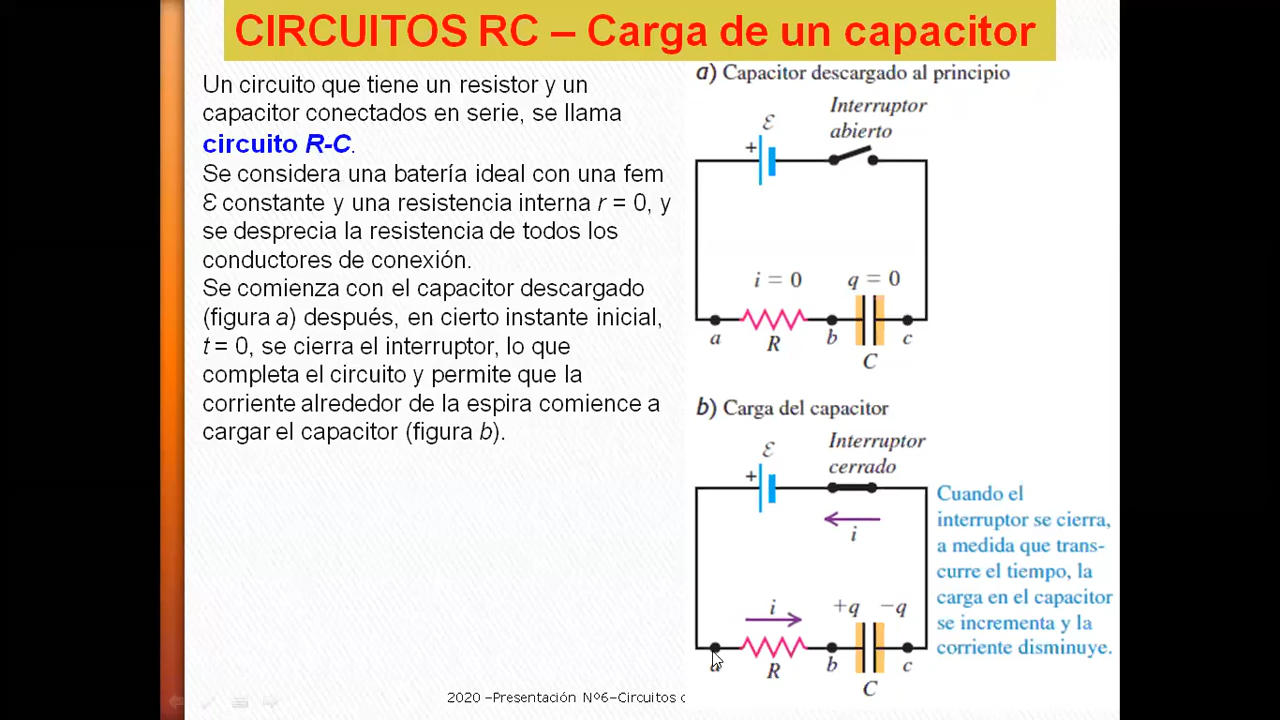 CIRCUITOS RC – Carga de un capacitor
Un circuito que tiene un resistor y un
capacitor conectados en serie, se llama
circuito R-C.
Se considera una batería ideal con una fem
Ɛ constante y una resistencia interna r = 0, y
se desprecia la resistencia de todos los
conductores de conexión.
Se comienza con el capacitor descargado
(figura a) después, en cierto instante inicial,
t = 0, se cierra el interruptor, lo que
completa el circuito y permite que la
corriente alrededor de la espira comience a
cargar el capacitor (figura b).
a) Capacitor descargado al principio
Interruptor
abierto
ℰ
+
i = 0
q = 0
a
R
b
c
C
b) Carga del capacitor
Interruptor
cerrado
ℰ
+
i
i
+q
−q
a
R
b
c
C
Cuando el
interruptor se cierra,
a medida que trans-
curre el tiempo, la
carga en el capacitor
se incrementa y la
corriente disminuye.
2020 –Presentación Nº6–Circuitos